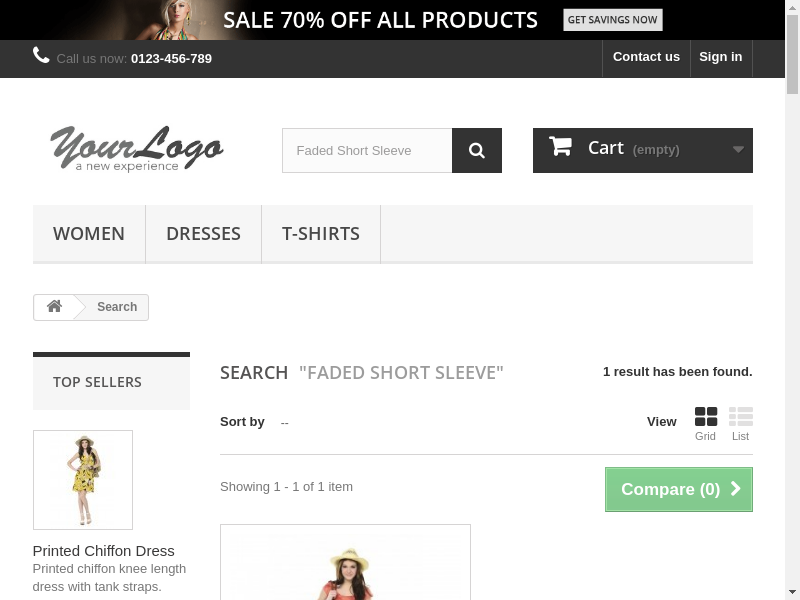 SALE 70% OFF ALL PRODUCTS
GET SAVINGS NOW
Call us now: 0123-456-789
Contact us
Sign in
YourLogo
a new experience
Faded Short Sleeve
Cart (empty)
WOMEN
DRESSES
T-SHIRTS
Search
TOP SELLERS
SEARCH "FADED SHORT SLEEVE"
1 result has been found.
Sort by --
View
Grid
List
Showing 1 - 1 of 1 item
Compare (0)
Printed Chiffon Dress
Printed chiffon knee length
dress with tank straps.